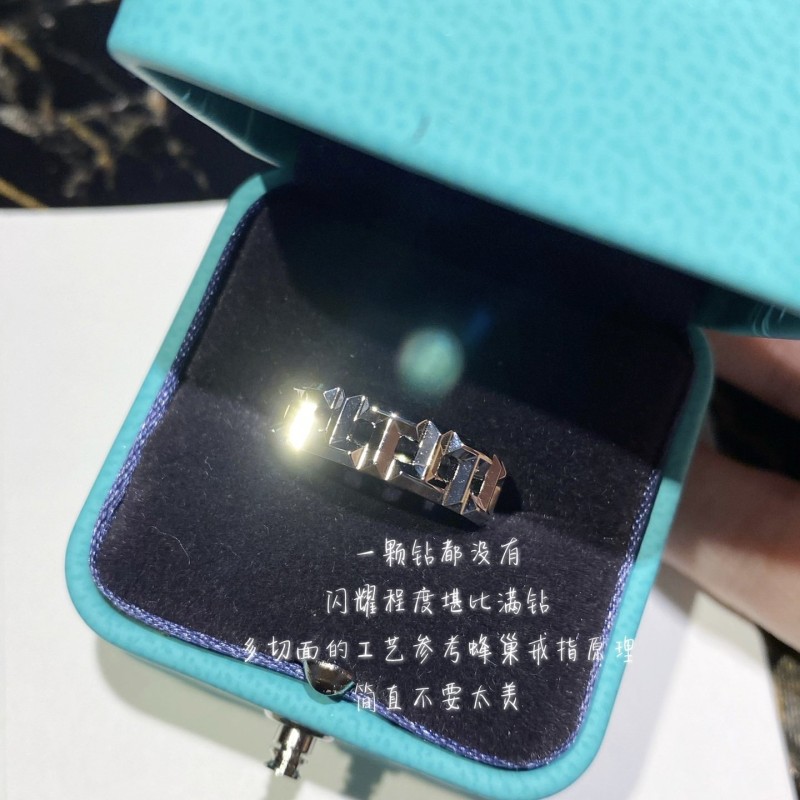 一颗钻都没有
闪耀程度堪比满钻
多切面的工艺参考蜂巢戒指原理
简直不要太美